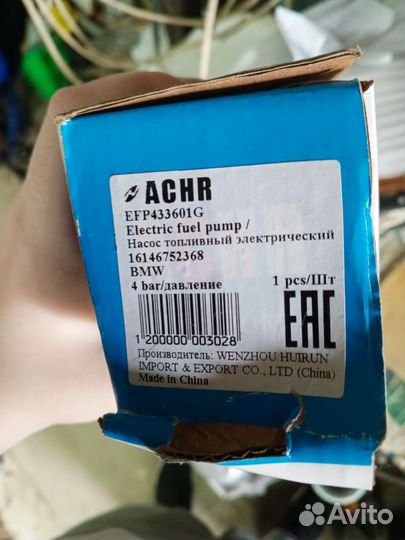 ACHR
EFP433601G
Electric fuel pump /
Насос топливный электрический
16146752368
BMW
4 bar/давление 1 pcs/Шт
EAC
1 200000 003028
Производитель: WENZHOU HUIRUN
IMPORT & EXPORT CO., LTD (China)
Made in China
Avito